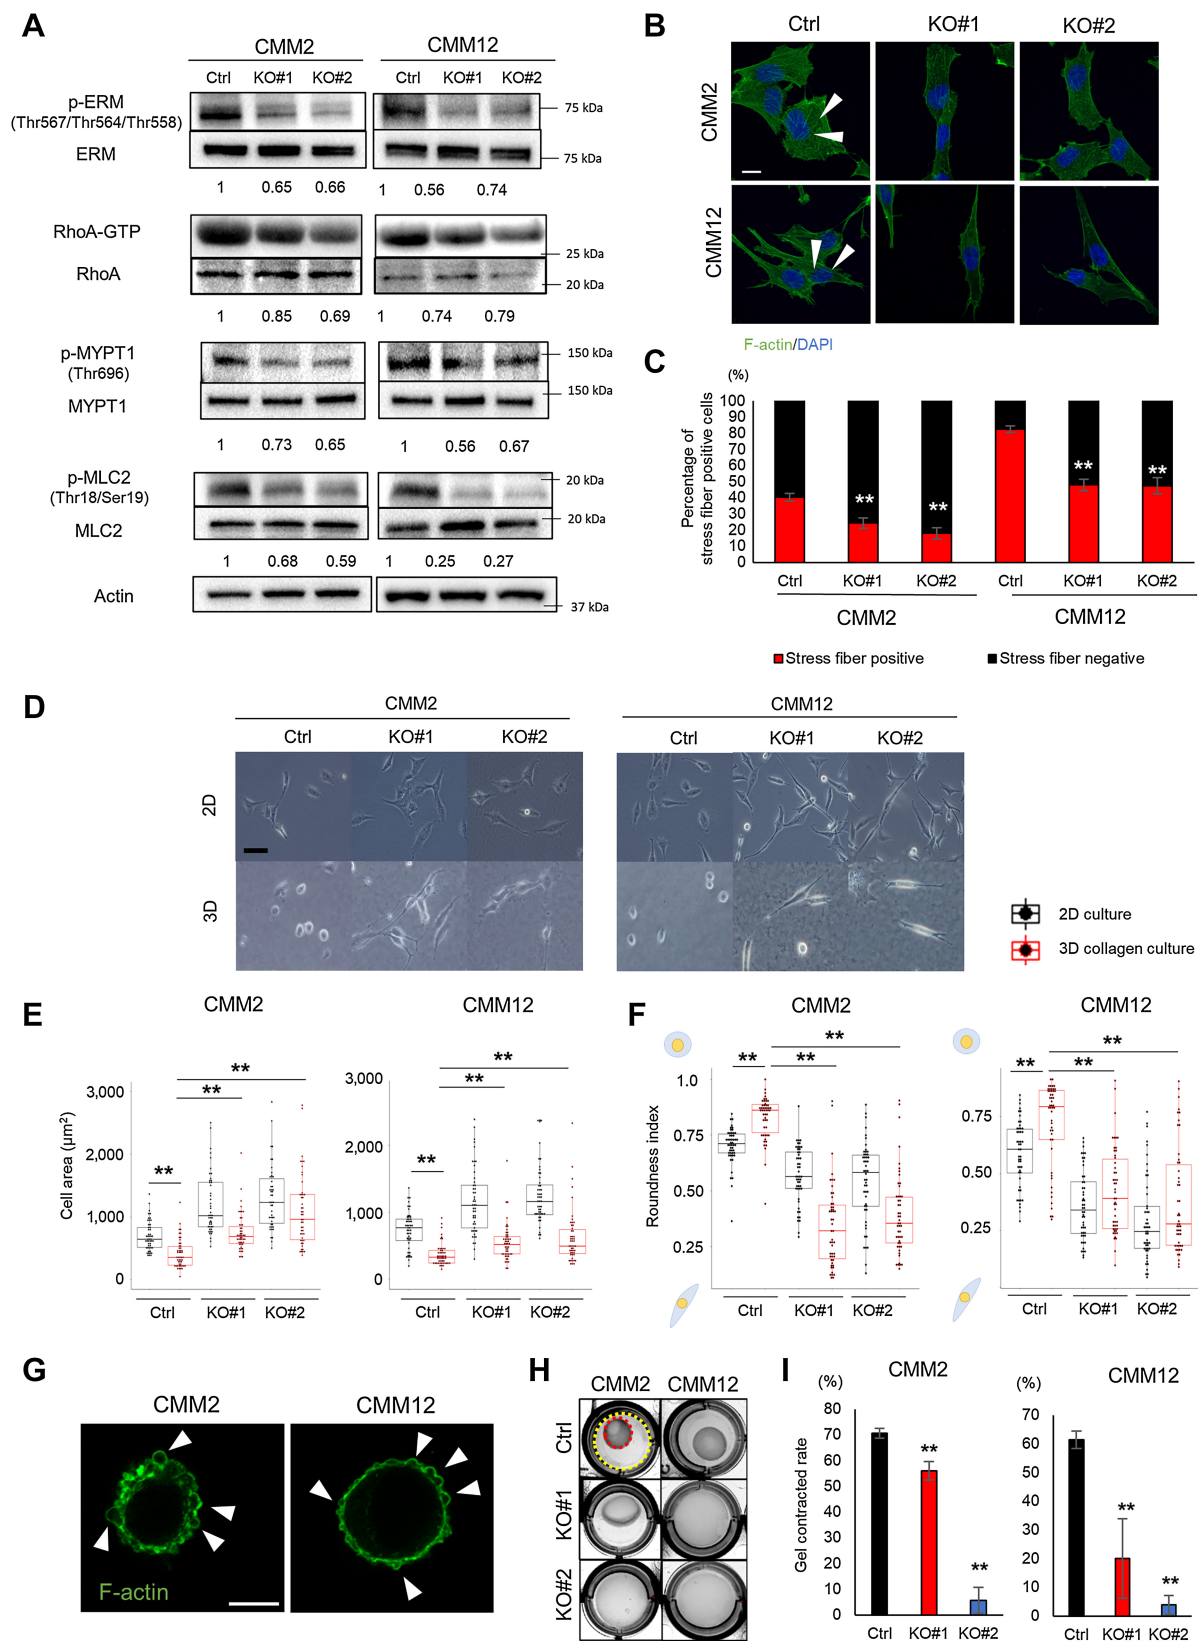 A
CMM2
CMM12
Ctrl KO#1 KO#2 Ctrl KO#1 KO#2
p-ERM
(Thr567/Thr564/Thr558)
75 kDa
ERM
75 kDa
1 0.65 0.66 1 0.56 0.74
RhoA-GTP
25 kDa
RhoA
20 kDa
1 0.85 0.69 1 0.74 0.79
p-MYPT1
(Thr696)
150 kDa
MYPT1
150 kDa
1 0.73 0.65 1 0.56 0.67
p-MLC2
(Thr18/Ser19)
20 kDa
MLC2
20 kDa
1 0.68 0.59 1 0.25 0.27
Actin
37 kDa
B
Ctrl KO#1 KO#2
CMM2
CMM12
F-actin/DAPI
C
(%)
Percentage of
stress fiber positive cells
100
90
80
70
60
50
40
30
20
10
0
** ** ** **
Ctrl KO#1 KO#2 Ctrl KO#1 KO#2
CMM2 CMM12
Stress fiber positive Stress fiber negative
D
CMM2 CMM12
Ctrl KO#1 KO#2 Ctrl KO#1 KO#2
2D
3D
2D culture
3D collagen culture
E
CMM2 CMM12
Cell area (μm2)
3,000
2,000
1,000
0
** ** **
Ctrl KO#1 KO#2
3,000
2,000
1,000
0
** ** **
Ctrl KO#1 KO#2
F
CMM2 CMM12
Roundness index
1.0
0.75
0.50
0.25
** ** **
Ctrl KO#1 KO#2
0.75
0.50
0.25
** ** **
Ctrl KO#1 KO#2
G
CMM2 CMM12
F-actin
H
CMM2 CMM12
Ctrl
KO#1
KO#2
I
CMM2 CMM12
(%)
Gel contracted rate
80
70
60
50
40
30
20
10
0
** **
Ctrl KO#1 KO#2
(%)
70
60
50
40
30
20
10
0
** **
Ctrl KO#1 KO#2